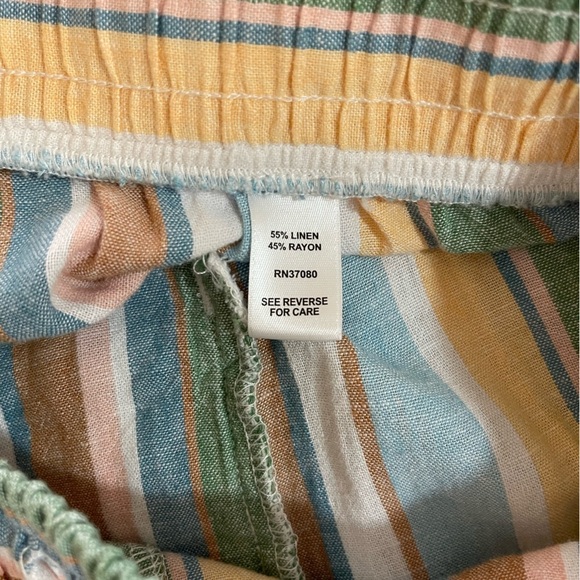 55% LINEN
45% RAYON
RN37080
SEE REVERSE
FOR CARE